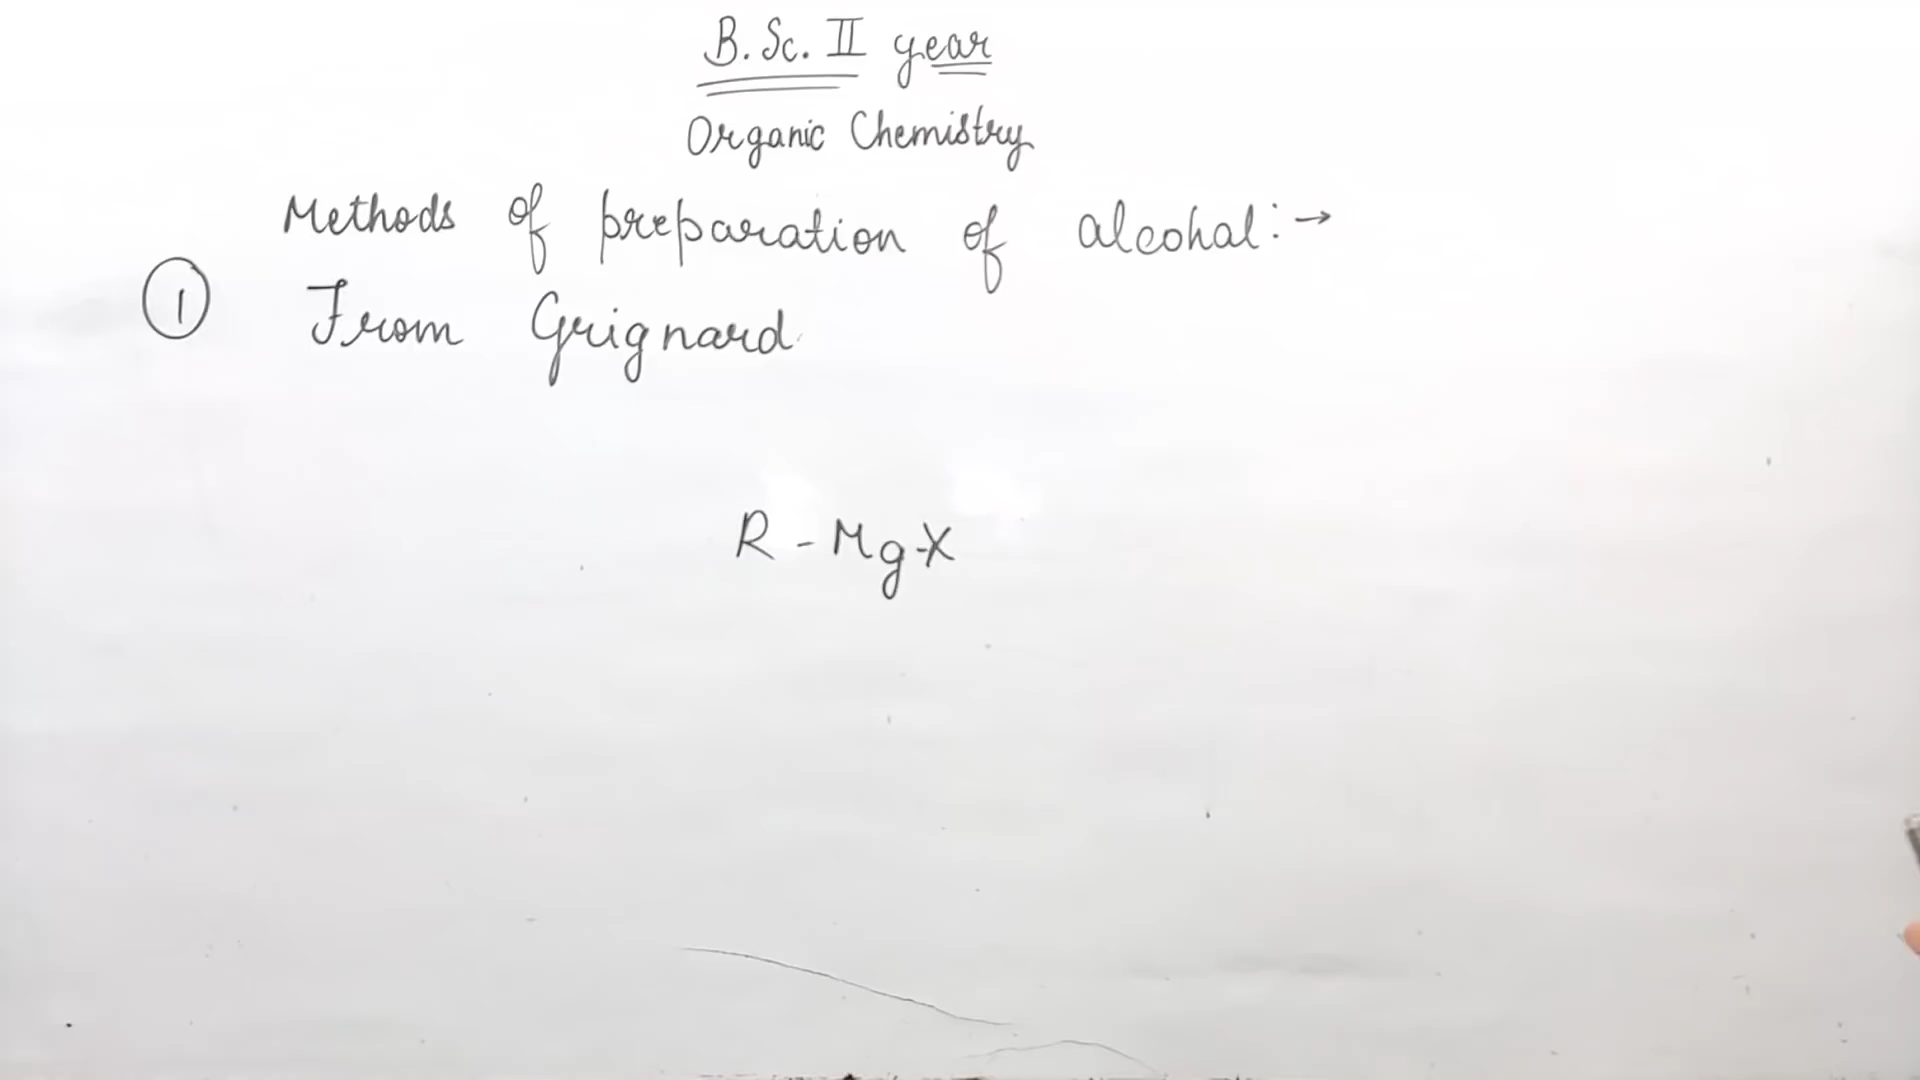 B. Sc. II year
Organic Chemistry
Methods of preparation of alcohal :→
① From Grignard
R - Mg-X